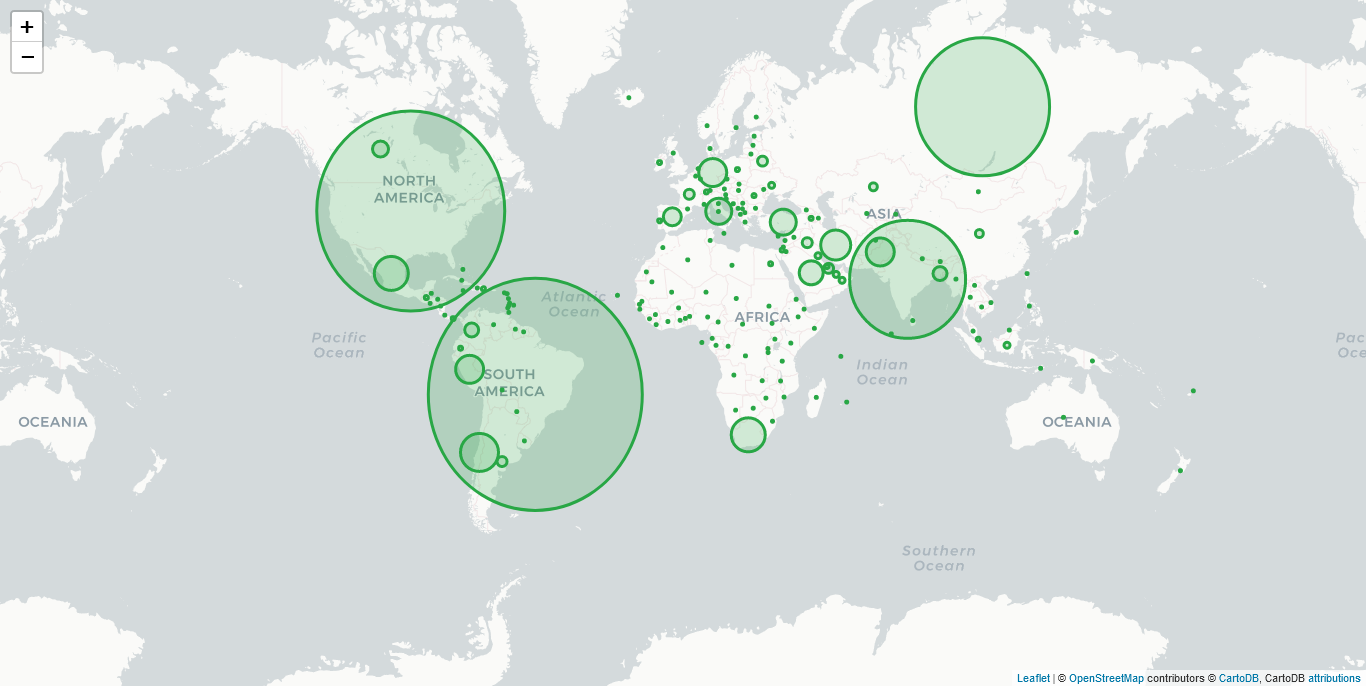 +
−
NORTH
AMERICA
ASIA
Atlantic
Ocean
AFRICA
Pacific
Ocean
Pac
Oce
Indian
Ocean
SOUTH
AMERICA
OCEANIA
OCEANIA
Southern
Ocean
Leaflet | © OpenStreetMap contributors © CartoDB, CartoDB attributions